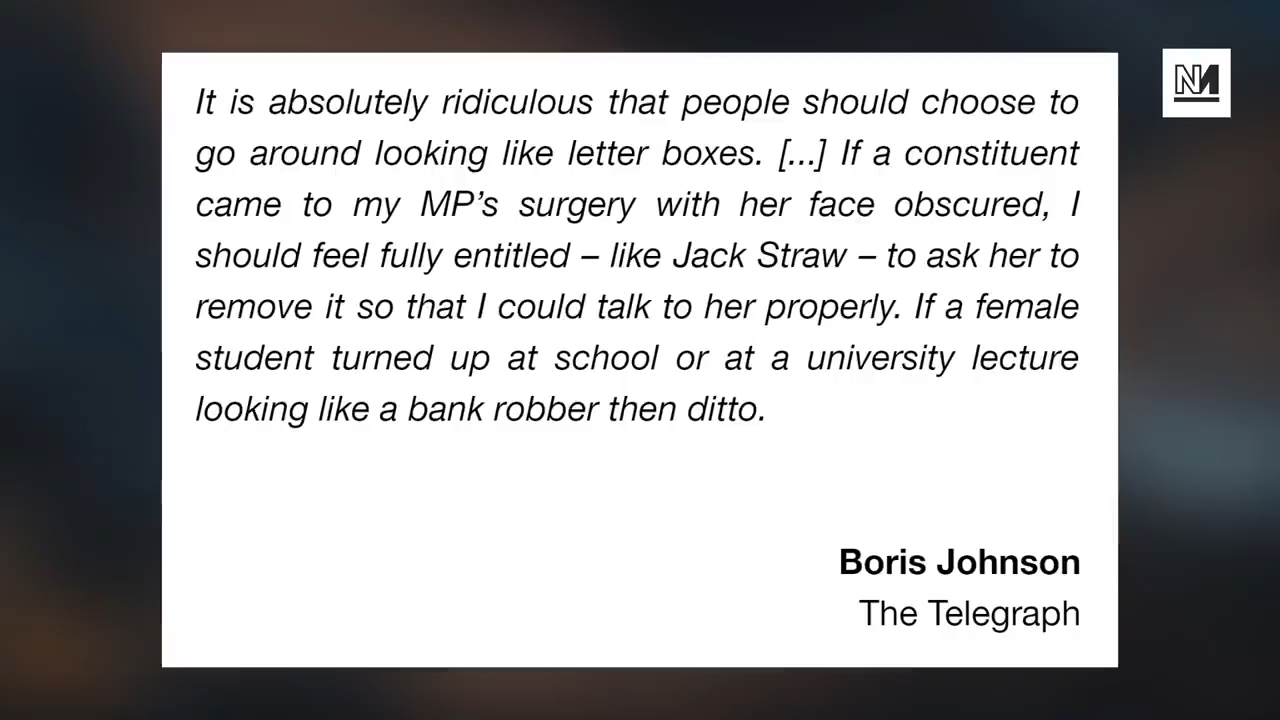 It is absolutely ridiculous that people should choose to
go around looking like letter boxes. [...] If a constituent
came to my MP’s surgery with her face obscured, I
should feel fully entitled – like Jack Straw – to ask her to
remove it so that I could talk to her properly. If a female
student turned up at school or at a university lecture
looking like a bank robber then ditto.
Boris Johnson
The Telegraph
NM